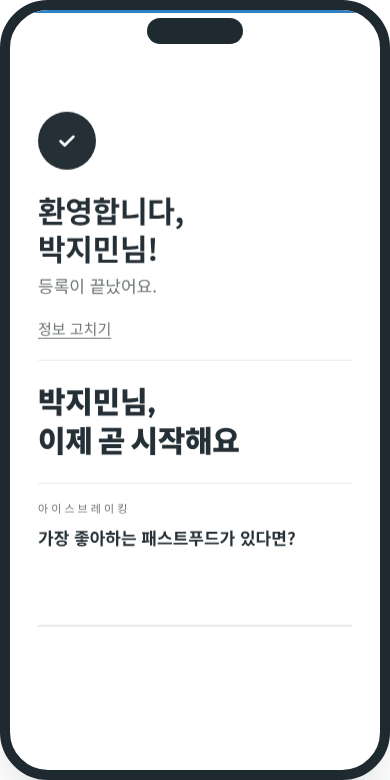 환영합니다,
박지민님!
등록이 끝났어요.
정보 고치기
박지민님,
이제 곧 시작해요
아이스브레이킹
가장 좋아하는 패스트푸드가 있다면?